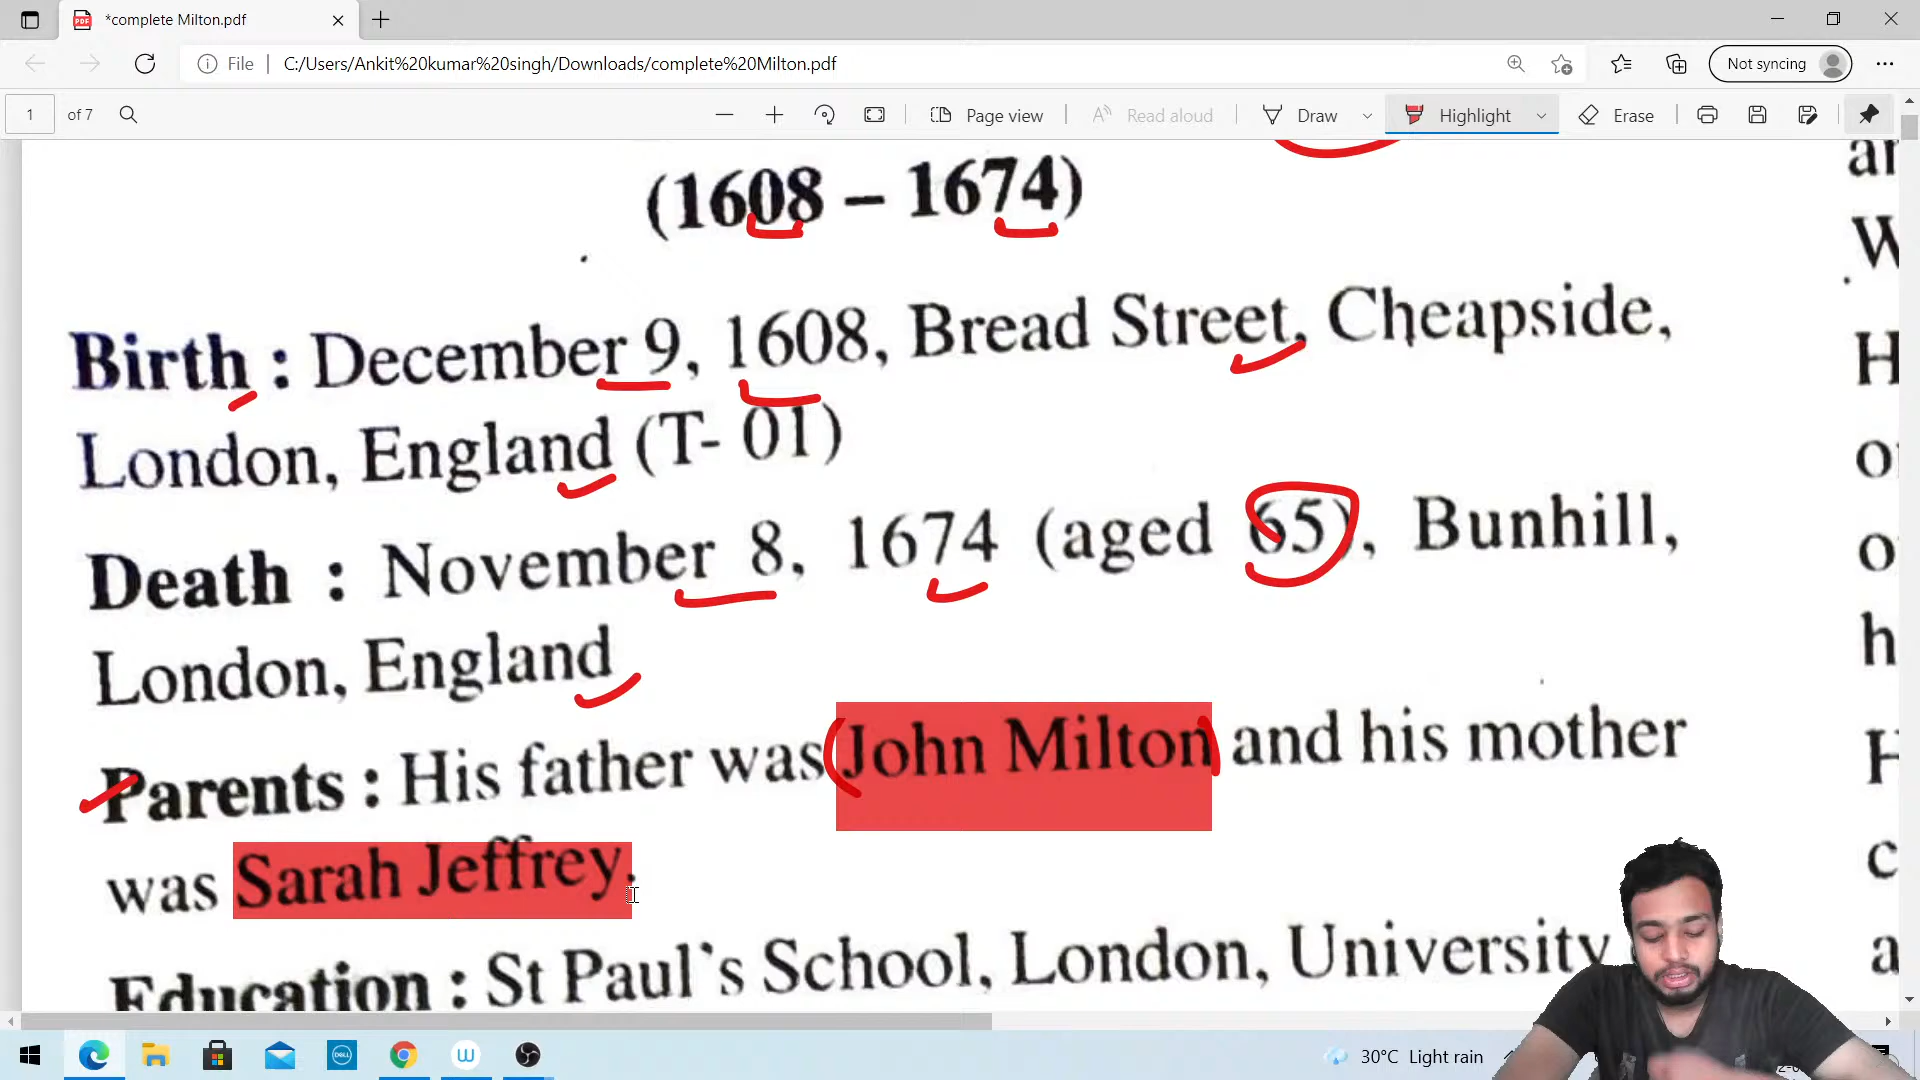 *complete Milton.pdf
File
C:/Users/Ankit%20kumar%20singh/Downloads/complete%20Milton.pdf
Not syncing
1 of 7
Page view
Read aloud
Draw
Highlight
Erase
(1608 – 1674)
Birth : December 9, 1608, Bread Street, Cheapside,
London, England (T- 01)
Death : November 8, 1674 (aged 65), Bunhill,
London, England
Parents : His father was John Milton and his mother
was Sarah Jeffrey.
Education : St Paul's School, London, University
W
H
h
H
DELL
30°C Light rain